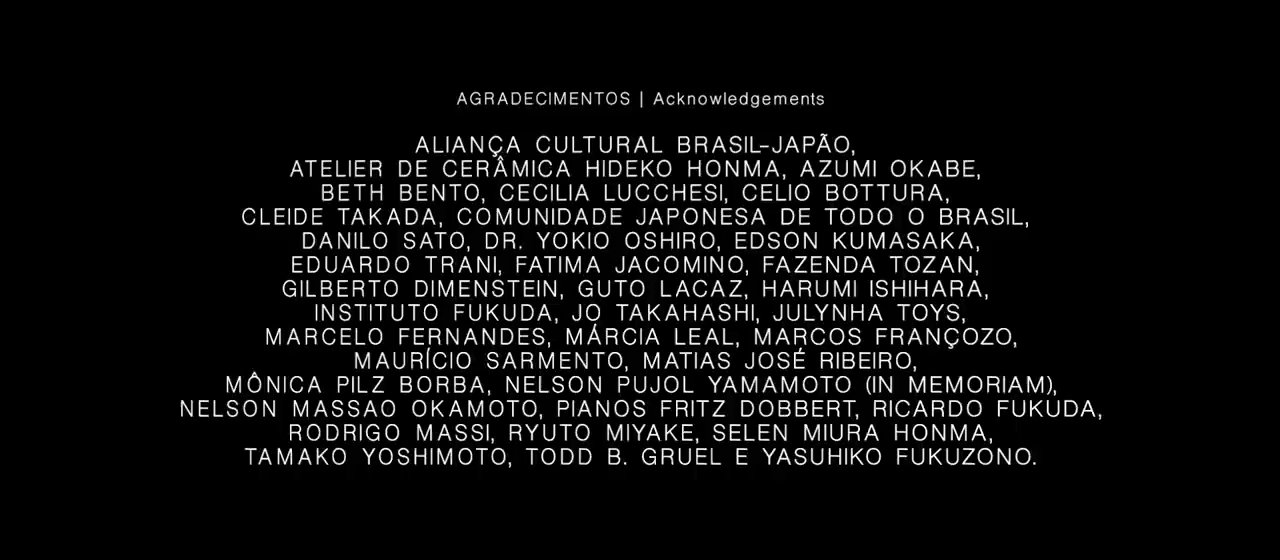 AGRADECIMENTOS | Acknowledgements
ALIANÇA CULTURAL BRASIL-JAPÃO,
ATELIER DE CERÂMICA HIDEKO HONMA, AZUMI OKABE,
BETH BENTO, CECILIA LUCCHESI, CELIO BOTTURA,
CLEIDE TAKADA, COMUNIDADE JAPONESA DE TODO O BRASIL,
DANILO SATO, DR. YOKIO OSHIRO, EDSON KUMASAKA,
EDUARDO TRANI, FATIMA JACOMINO, FAZENDA TOZAN,
GILBERTO DIMENSTEIN, GUTO LACAZ, HARUMI ISHIHARA,
INSTITUTO FUKUDA, JO TAKAHASHI, JULYNHA TOYS,
MARCELO FERNANDES, MÁRCIA LEAL, MARCOS FRANÇOZO,
MAURÍCIO SARMENTO, MATIAS JOSÉ RIBEIRO,
MÔNICA PILZ BORBA, NELSON PUJOL YAMAMOTO (IN MEMORIAM),
NELSON MASSAO OKAMOTO, PIANOS FRITZ DOBBERT, RICARDO FUKUDA,
RODRIGO MASSI, RYUTO MIYAKE, SELEN MIURA HONMA,
TAMAKO YOSHIMOTO, TODD B. GRUEL E YASUHIKO FUKUZONO.